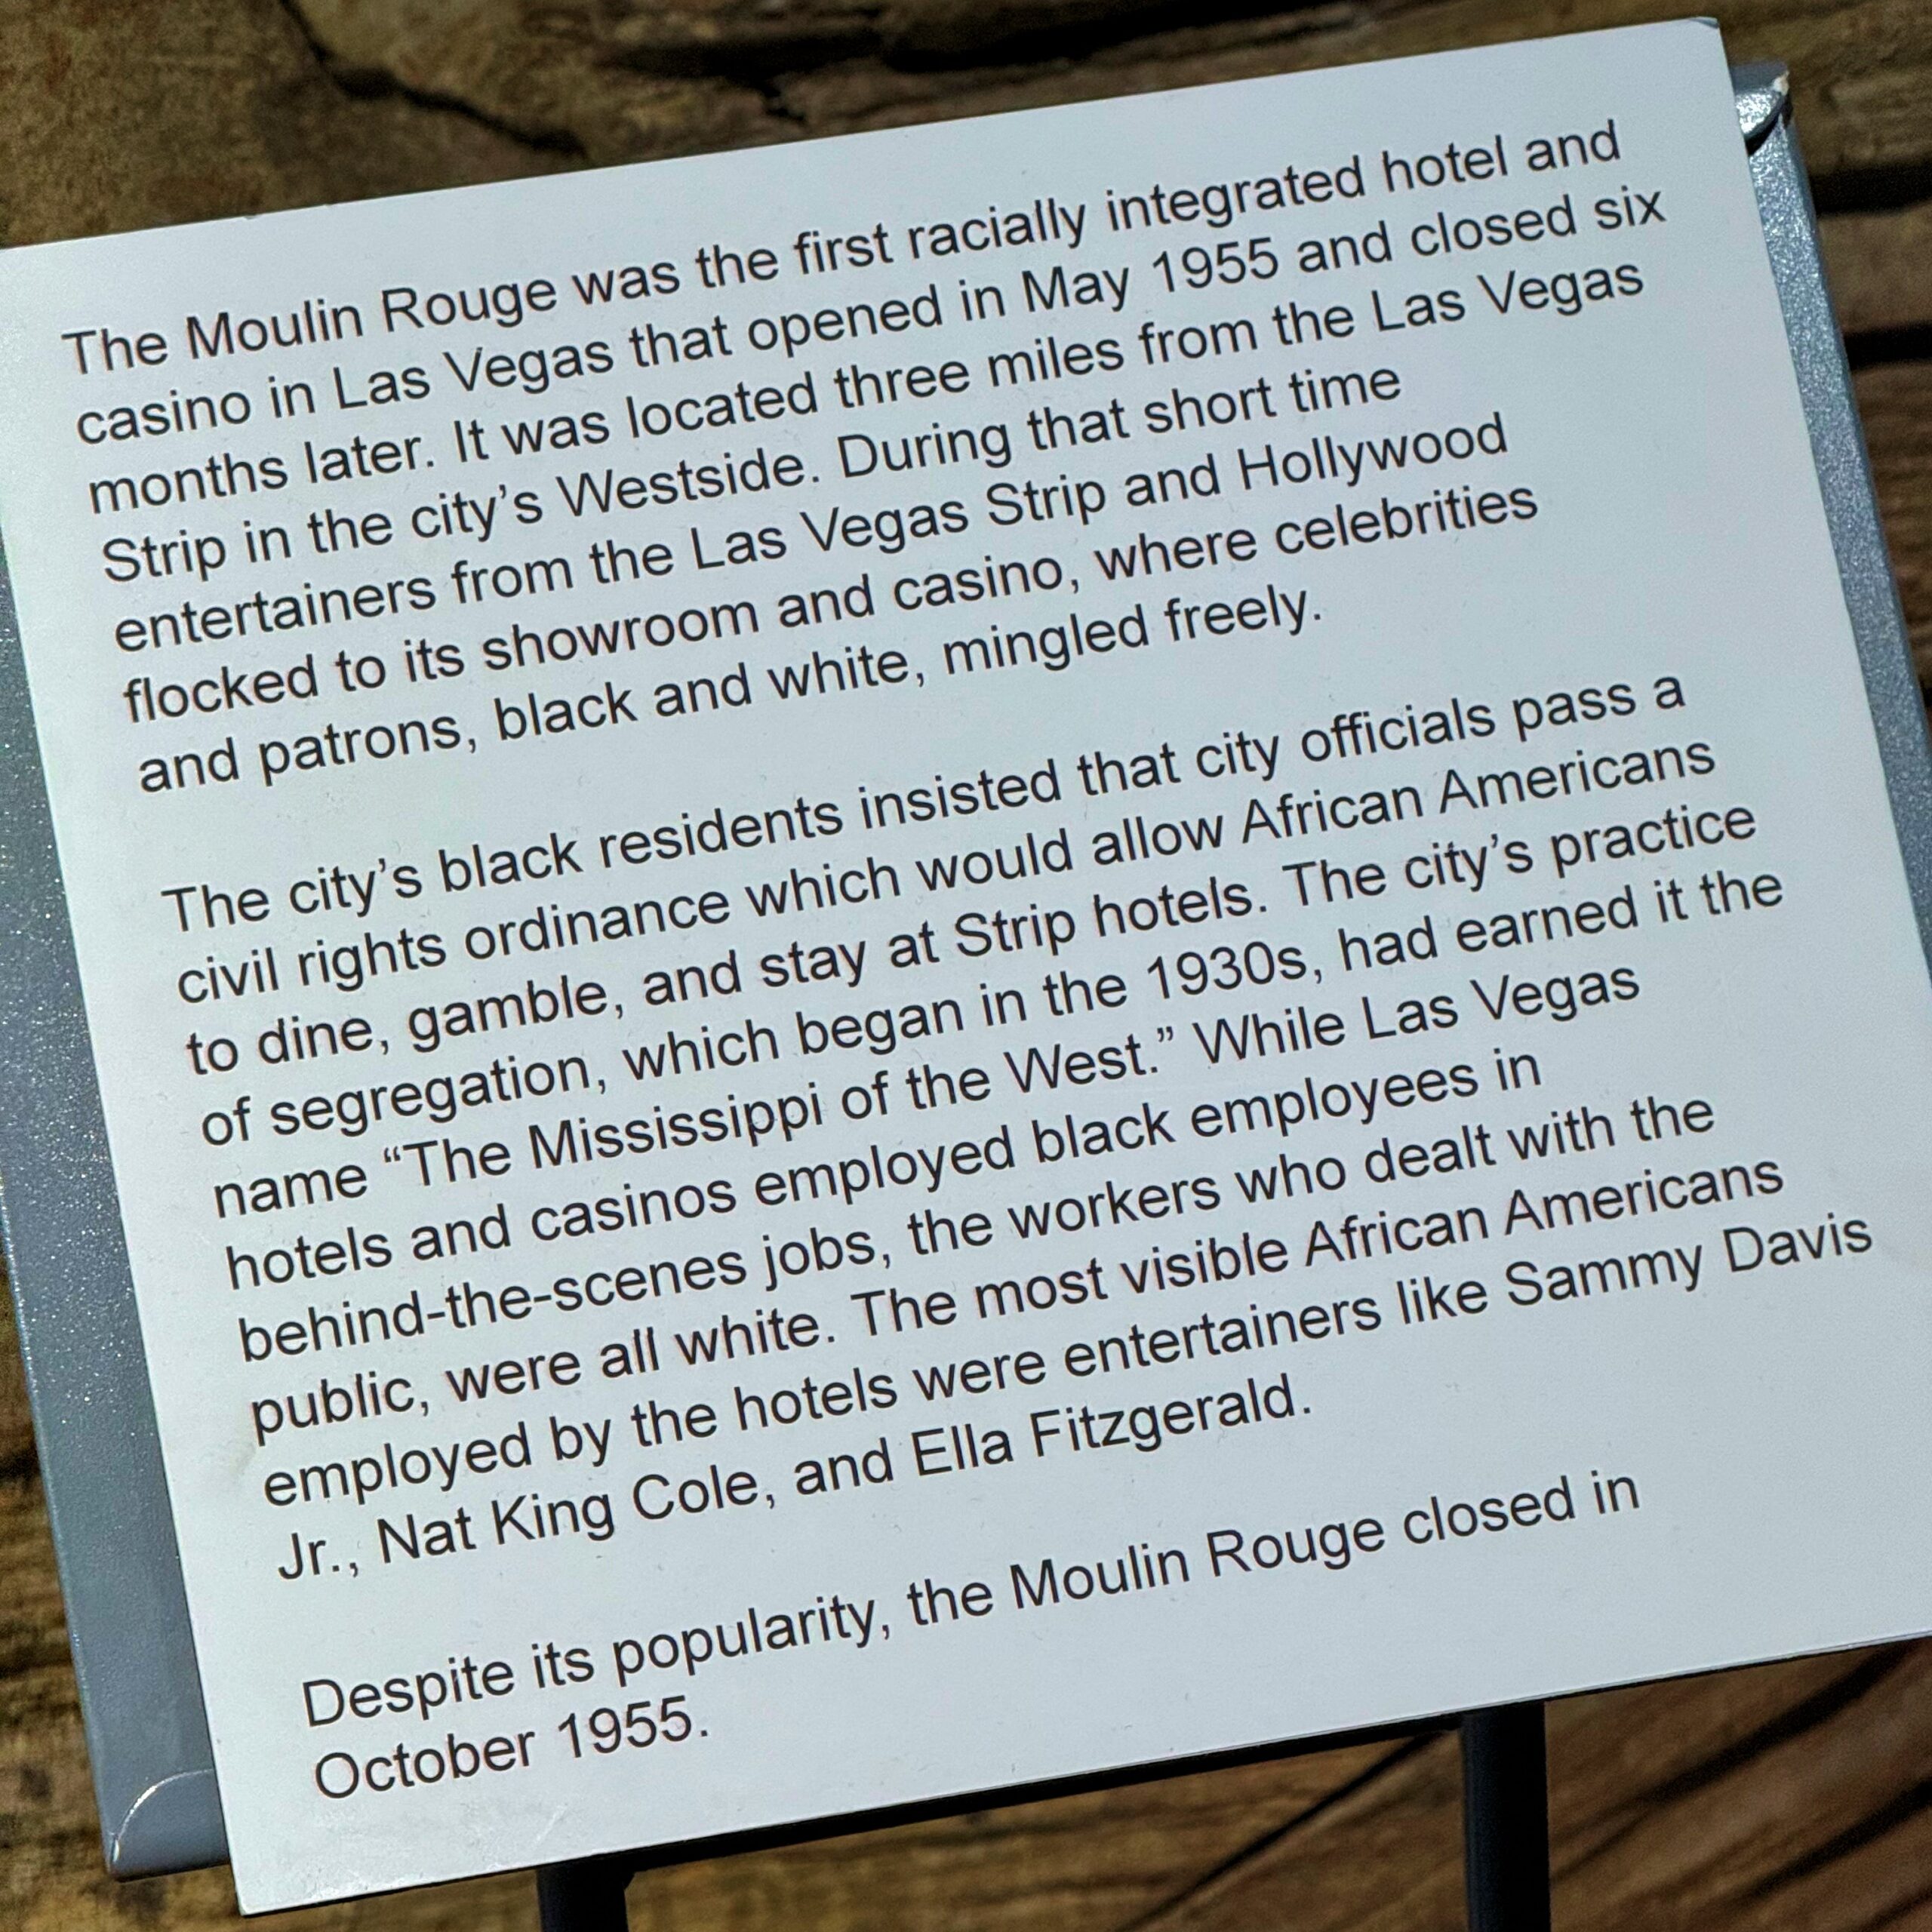 The Moulin Rouge was the first racially integrated hotel and
casino in Las Vegas that opened in May 1955 and closed six
months later. It was located three miles from the Las Vegas
Strip in the city’s Westside. During that short time
entertainers from the Las Vegas Strip and Hollywood
flocked to its showroom and casino, where celebrities
and patrons, black and white, mingled freely.
The city’s black residents insisted that city officials pass a
civil rights ordinance which would allow African Americans
to dine, gamble, and stay at Strip hotels. The city’s practice
of segregation, which began in the 1930s, had earned it the
name “The Mississippi of the West.” While Las Vegas
hotels and casinos employed black employees in
behind-the-scenes jobs, the workers who dealt with the
public, were all white. The most visible African Americans
employed by the hotels were entertainers like Sammy Davis
Jr., Nat King Cole, and Ella Fitzgerald.
Despite its popularity, the Moulin Rouge closed in
October 1955.